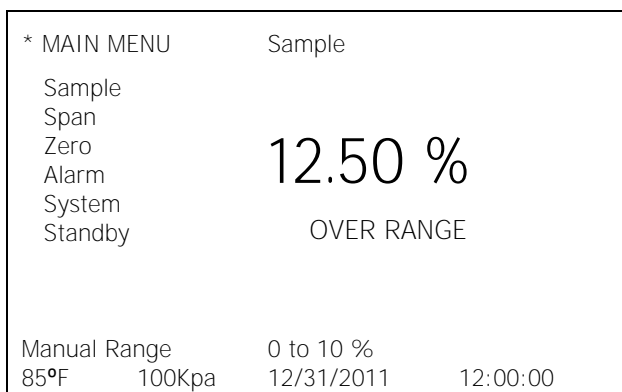 * MAIN MENU Sample
Sample
Span
Zero
Alarm
System
Standby
12.50 %
OVER RANGE
Manual Range 0 to 10 %
85ºF 100Kpa 12/31/2011 12:00:00